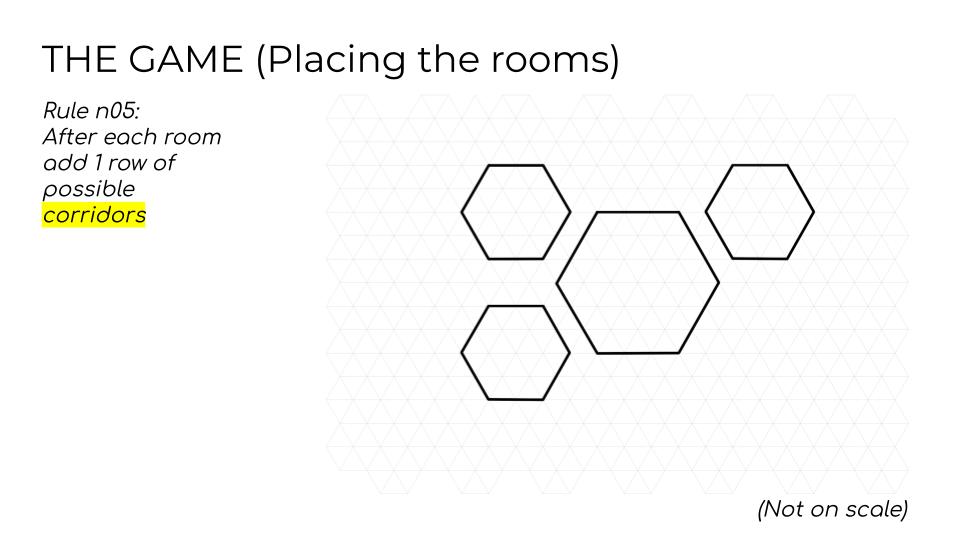 THE GAME (Placing the rooms)
Rule n05:
After each room
add 1 row of
possible
corridors
(Not on scale)